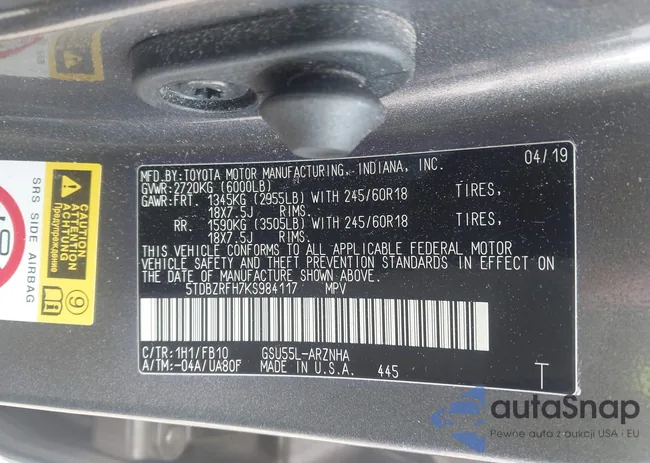 MFD.BY:TOYOTA MOTOR MANUFACTURING, INDIANA, INC. 04/19
GVWR:2720KG (6000LB)
GAWR:FRT. 1345KG (2955LB) WITH 245/60R18 TIRES,
18X7.5J RIMS.
RR. 1590KG (3505LB) WITH 245/60R18 TIRES,
18X7.5J RIMS.
THIS VEHICLE CONFORMS TO ALL APPLICABLE FEDERAL MOTOR
VEHICLE SAFETY AND THEFT PREVENTION STANDARDS IN EFFECT ON
THE DATE OF MANUFACTURE SHOWN ABOVE.
5TDBZRFH7KS984117 MPV
C/TR:1H1/FB10 GSU55L-ARZNHA
A/TM:-04A/UA80F MADE IN U.S.A. 445 T
SRS SIDE AIRBAG
CAUTION
ATTENTION
ACHTUNG
Предупреждение
9
autaSnap
Pewne auta z aukcji USA i EU